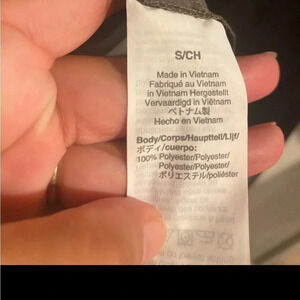 S/CH
Made in Vietnam
Fabriqué au Vietnam
in Vietnam Hergestellt
Vervaardigd in Viêtnam
ベトナム製
Hecho en Vietnam
Body/Corps/Hauptteil/Lijf/
ボディ/cuerpo:
100% Polyester/Polyester/
Polyester/Polyester/
ポリエステル/poliéster